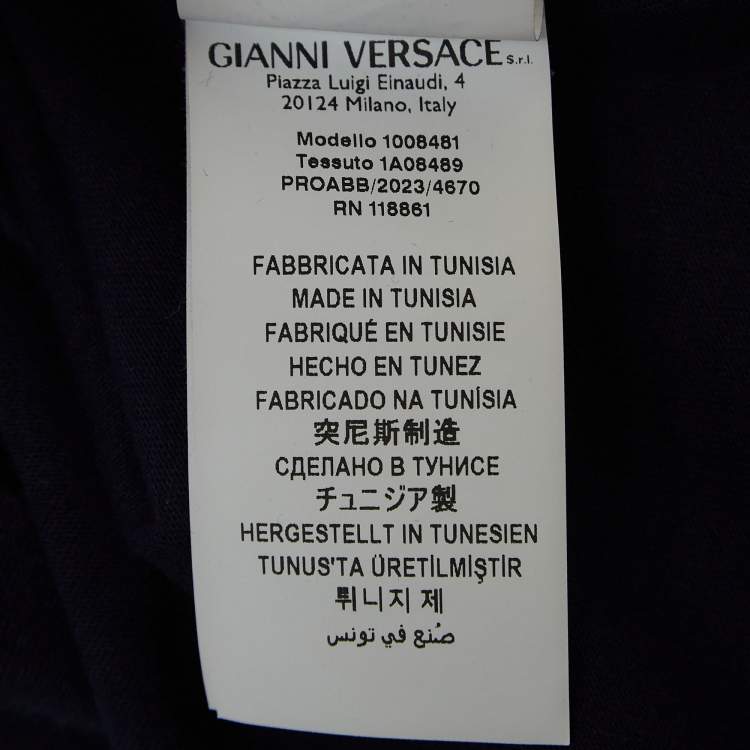 GIANNI VERSACE S.r.l.
Piazza Luigi Einaudi, 4
20124 Milano, Italy
Modello 1008481
Tessuto 1A08489
PROABB/2023/4670
RN 118861
FABBRICATA IN TUNISIA
MADE IN TUNISIA
FABRIQUÉ EN TUNISIE
HECHO EN TUNEZ
FABRICADO NA TUNÍSIA
突尼斯制造
СДЕЛАНО В ТУНИСЕ
チュニジア製
HERGESTELLT IN TUNESIEN
TUNUS'TA ÜRETİLMİŞTİR
튀니지 제
صُنع في تونس